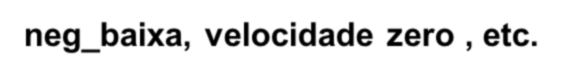 neg_baixa, velocidade zero , etc.